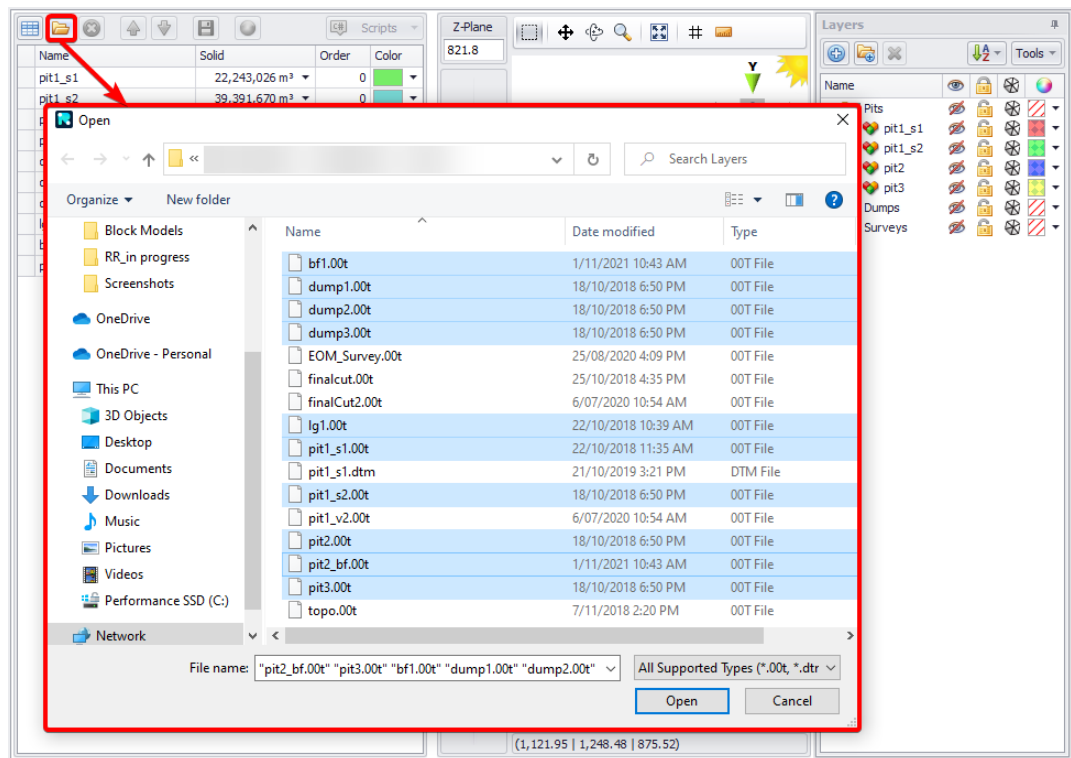 Scripts
Name Solid Order Color
pit1_s1 22,243,026 m³ 0
pit1_s2 39,391,670 m³ 0
Z-Plane
821.8
Y
Layers
Tools
Name
Pits
pit1_s1
pit1_s2
pit2
pit3
Dumps
Surveys
Open
«
Search Layers
Organize New folder
Block Models
RR_in progress
Screenshots
OneDrive
OneDrive - Personal
This PC
3D Objects
Desktop
Documents
Downloads
Music
Pictures
Videos
Performance SSD (C:)
Network
Name Date modified Type
bf1.00t 1/11/2021 10:43 AM 00T File
dump1.00t 18/10/2018 6:50 PM 00T File
dump2.00t 18/10/2018 6:50 PM 00T File
dump3.00t 18/10/2018 6:50 PM 00T File
EOM_Survey.00t 25/08/2020 4:09 PM 00T File
finalcut.00t 25/10/2018 4:35 PM 00T File
finalCut2.00t 6/07/2020 10:54 AM 00T File
lg1.00t 22/10/2018 10:39 AM 00T File
pit1_s1.00t 22/10/2018 11:35 AM 00T File
pit1_s1.dtm 21/10/2019 3:21 PM DTM File
pit1_s2.00t 18/10/2018 6:50 PM 00T File
pit1_v2.00t 6/07/2020 10:54 AM 00T File
pit2.00t 18/10/2018 6:50 PM 00T File
pit2_bf.00t 1/11/2021 10:43 AM 00T File
pit3.00t 18/10/2018 6:50 PM 00T File
topo.00t 7/11/2018 2:20 PM 00T File
File name: "pit2_bf.00t" "pit3.00t" "bf1.00t" "dump1.00t" "dump2.00t" All Supported Types (*.00t, *.dtr
Open Cancel
(1,121.95 | 1,248.48 | 875.52)